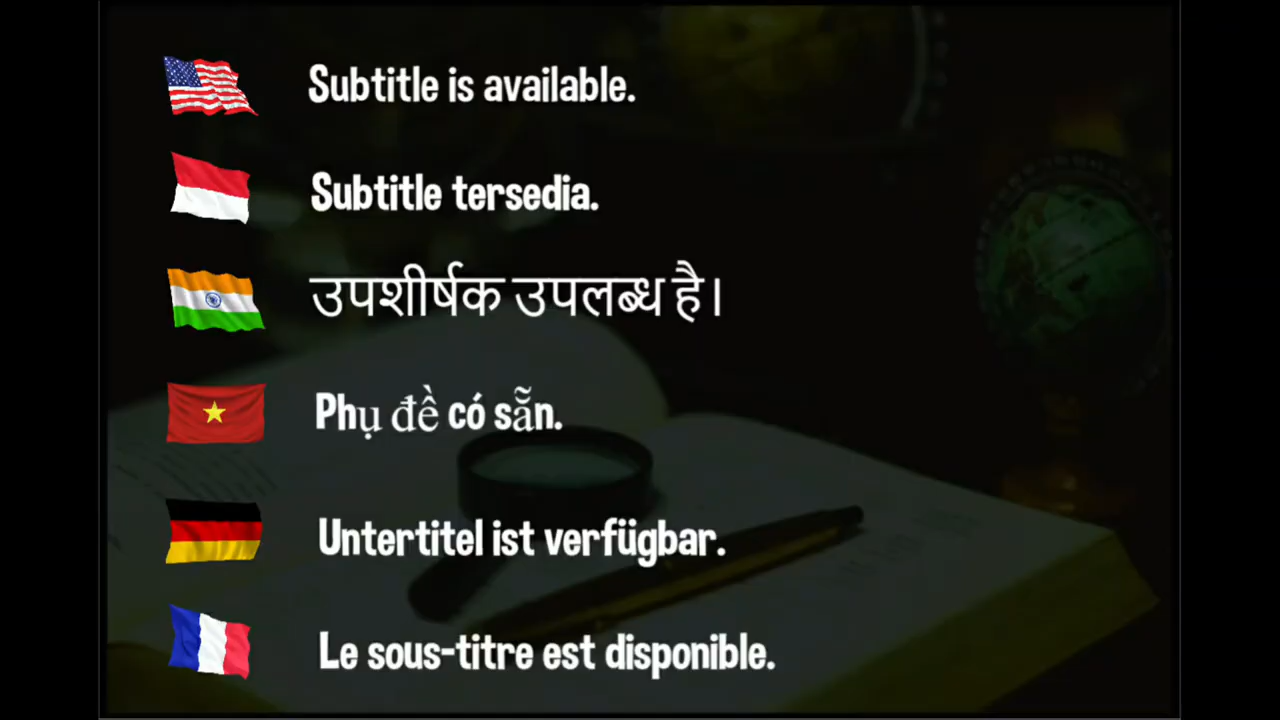 Subtitle is available.
Subtitle tersedia.
उपशीर्षक उपलब्ध है।
Phụ đề có sẵn.
Untertitel ist verfügbar.
Le sous-titre est disponible.